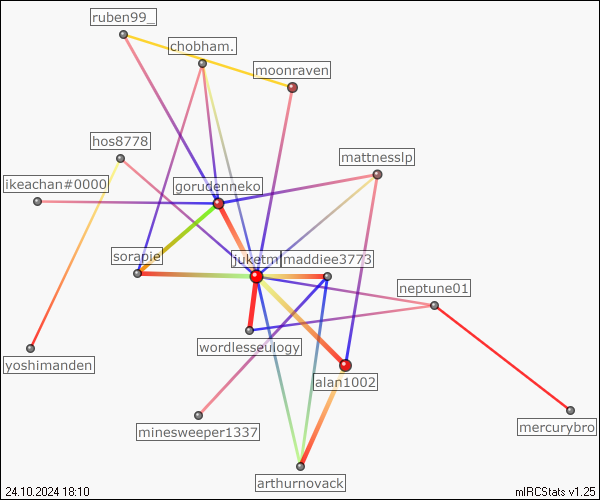 ruben99_
chobham.
moonraven
hos8778
mattnesslp
ikeachan#0000
gorudenneko
sorapie
juketml
maddiee3773
neptune01
wordlesseulogy
yoshimanden
alan1002
mercurybro
minesweeper1337
arthurnovack
24.10.2024 18:10
mIRCStats v1.25